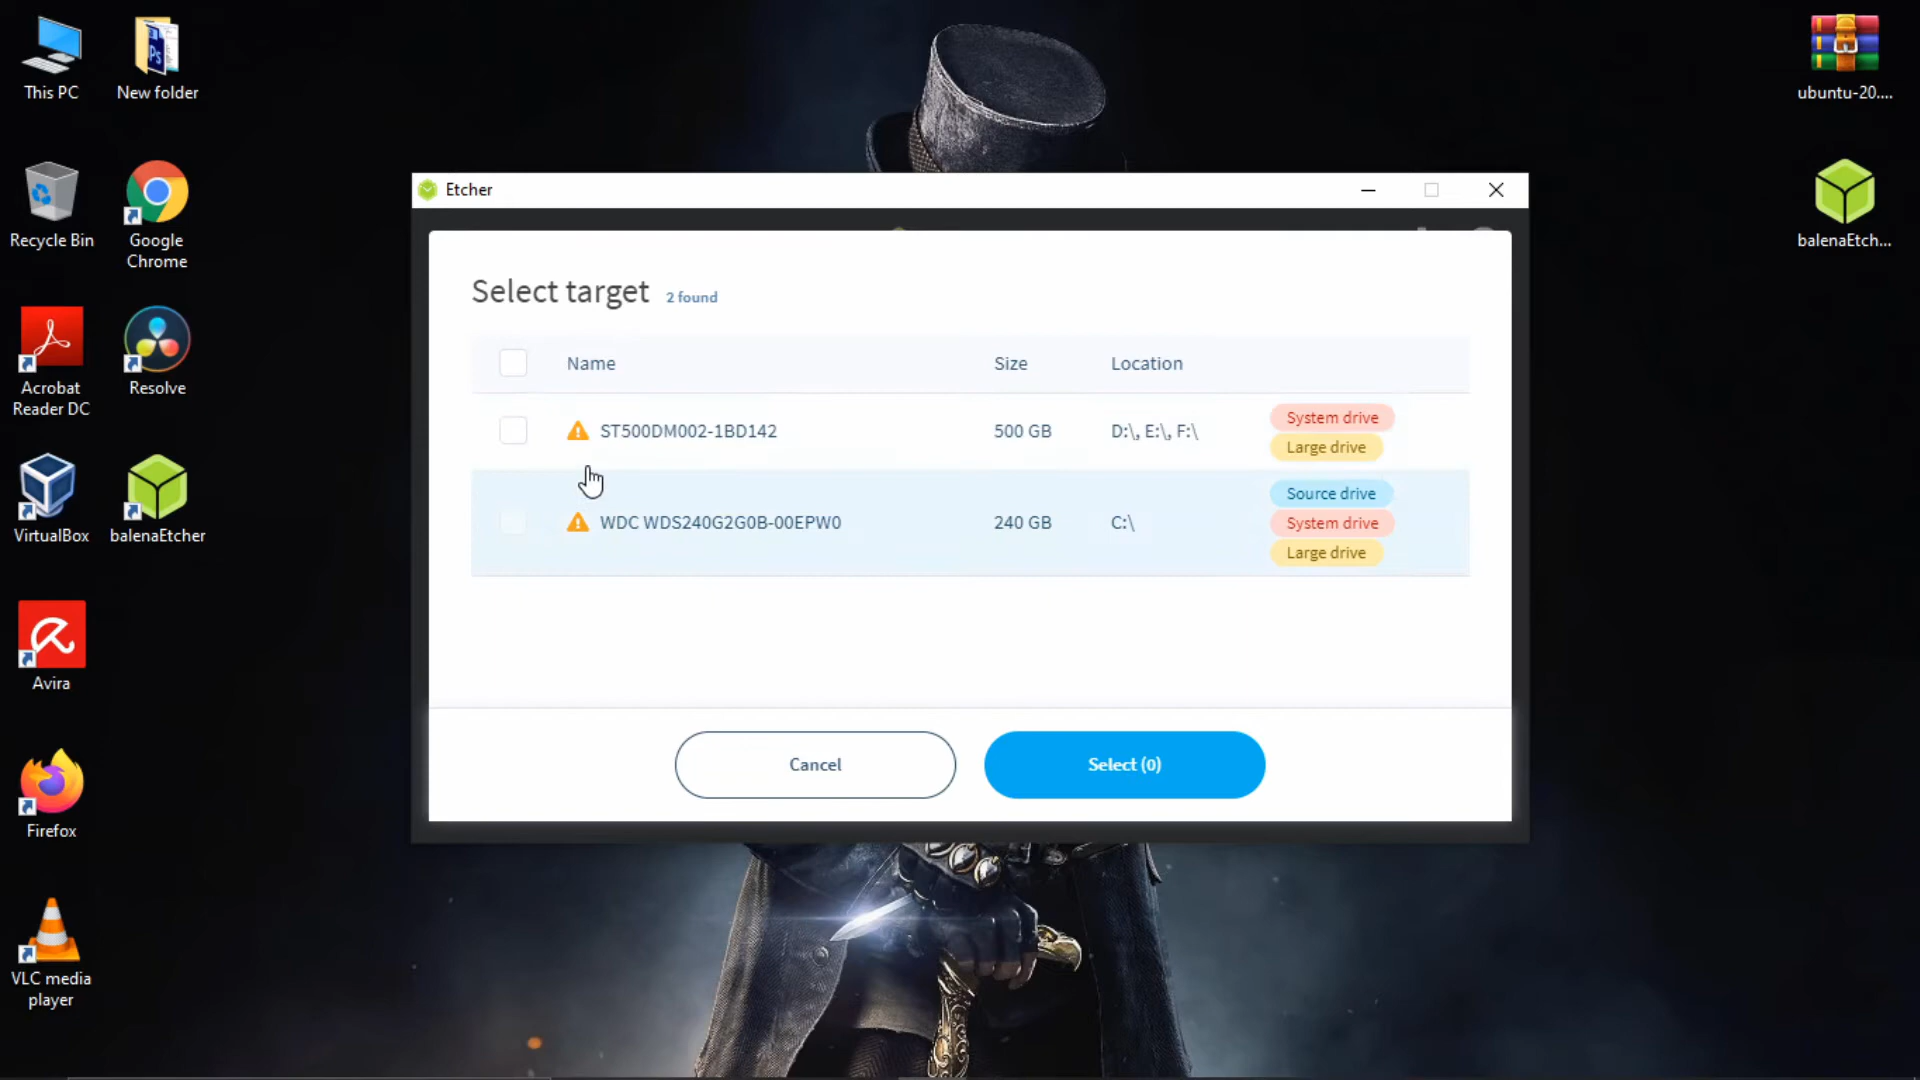 This PC
New folder
ubuntu-20....
Recycle Bin
Google
Chrome
balenaEtch...
Acrobat
Reader DC
Resolve
VirtualBox
balenaEtcher
Avira
Firefox
VLC media
player
Etcher
Select target 2 found
Name Size Location
ST500DM002-1BD142 500 GB D:\, E:\, F:\ System drive
Large drive
Source drive
WDC WDS240G2G0B-00EPW0 240 GB C:\ System drive
Large drive
Cancel Select (0)